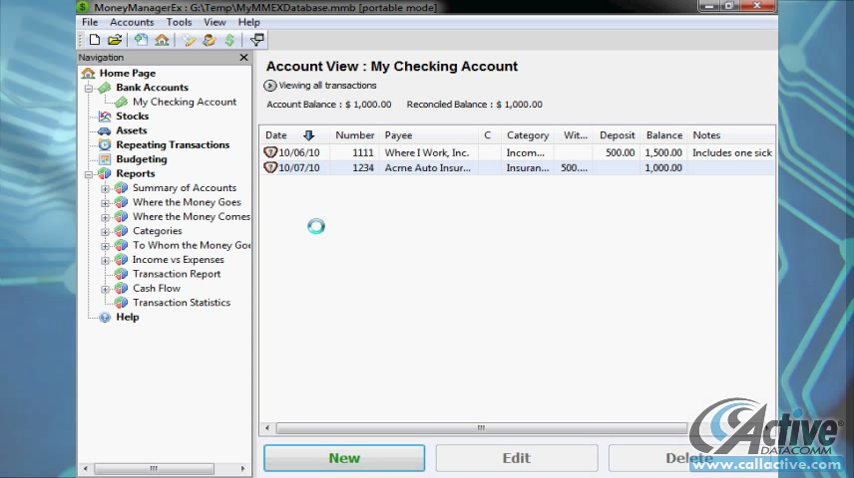 MoneyManagerEx : G:\Temp\MyMMEXDatabase.mmb [portable mode]
File Accounts Tools View Help
Navigation
Home Page
Bank Accounts
My Checking Account
Stocks
Assets
Repeating Transactions
Budgeting
Reports
Summary of Accounts
Where the Money Goes
Where the Money Comes
Categories
To Whom the Money Goe
Income vs Expenses
Transaction Report
Cash Flow
Transaction Statistics
Help
Account View : My Checking Account
Viewing all transactions
Account Balance : $ 1,000.00 Reconciled Balance : $ 1,000.00
Date Number Payee C Category Wit... Deposit Balance Notes
10/06/10 1111 Where I Work, Inc. Incom... 500.00 1,500.00 Includes one sick
10/07/10 1234 Acme Auto Insur... Insuran... 500.... 1,000.00
New Edit Delete
Active
DATACOMM
www.callactive.com